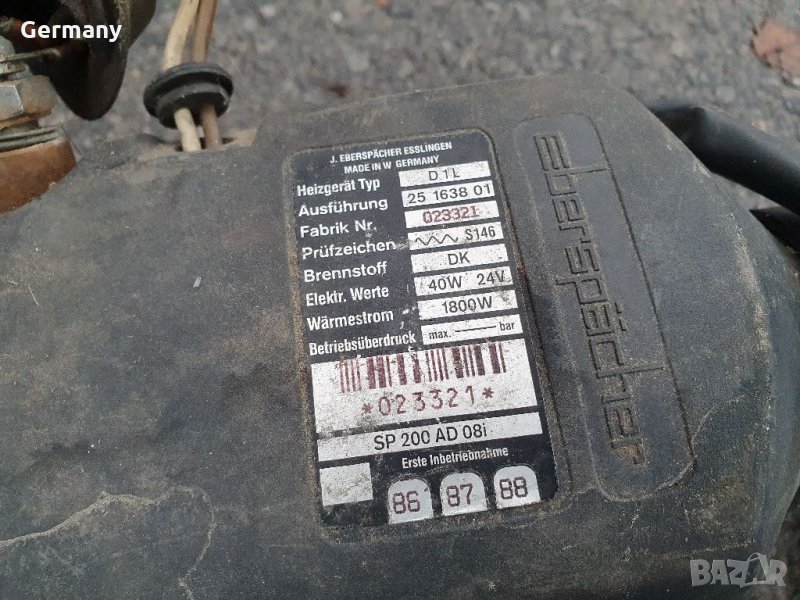 Germany
J. EBERSPÄCHER ESSLINGEN
MADE IN W GERMANY
Heizgerät Typ D1L
Ausführung 25 1638 01
Fabrik Nr. 023321
Prüfzeichen S146
Brennstoff DK
Elektr. Werte 40W 24V
Wärmestrom 1800W
Betriebsüberdruck max. bar
*023321*
SP 200 AD 08i
Erste Inbetriebnahme
86 87 88
Eberspächer
BAZAR